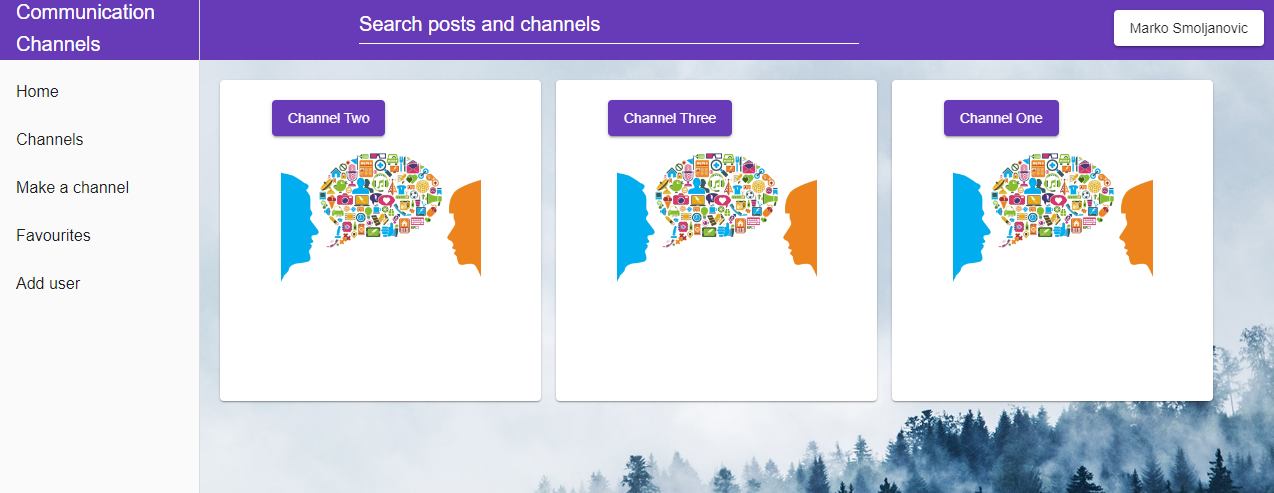 Communication
Channels
Search posts and channels
Marko Smoljanovic
Home
Channels
Make a channel
Favourites
Add user
Channel Two
Channel Three
Channel One